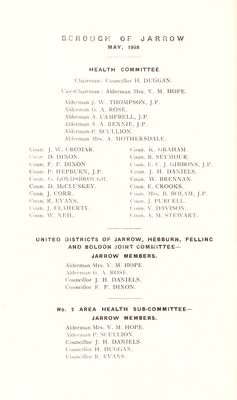 BOROUGH OF JARROW
MAY, 1958
HEALTH COMMITTEE
Chairman: Councillor H. DUGGAN.
Vice-Chairman: Alderman Mrs. V. M. HOPE.
Alderman J. W. THOMPSON, J.P.
Alderman G. A. ROSE.
Alderman A. CAMPBELL, J.P.
Alderman A. A. RENNIE, J.P.
Alderman P. SCULLION.
Alderman Mrs. A. MOTHERSDALE.
Coun. J. W. CROMAR. Coun. K. GRAHAM.
Coun. D. DIXON. Coun. R. SEYMOUR.
Coun. F. P. DIXON Coun. E. C. J. GIBBONS, J.P.
Coun. P. HEPBURN, J.P. Coun. J. H. DANIELS.
Coun. G. GOLDSBROUGH. Coun. W. BRENNAN.
Coun. D. McCLUSKEY. Coun. E. CROOKS.
Coun. J. CORR. Coun. Mrs. B. DOLAM, J.P.
Coun. R. EVANS. Coun. J. PURCELL.
Coun. J. FLAHERTY. Coun. V. DAVISON.
Coun. W. NEIL. Coun. A. M. STEWART.
UNITED DISTRICTS OF JARROW, HEBBURN, FELLING
AND BOLDON JOINT COMMITTEE—
JARROW MEMBERS.
Alderman Mrs. V. M. HOPE.
Alderman G. A. ROSE.
Councillor J. H. DANIELS.
Councillor F. P. DIXON.
No. 2 AREA HEALTH SUB-COMMITTEE—
JARROW MEMBERS.
Alderman Mrs. V. M. HOPE.
Alderman P. SCULLION.
Councillor J. H. DANIELS.
Councillor H. DUGGAN.
Councillor R. EVANS.